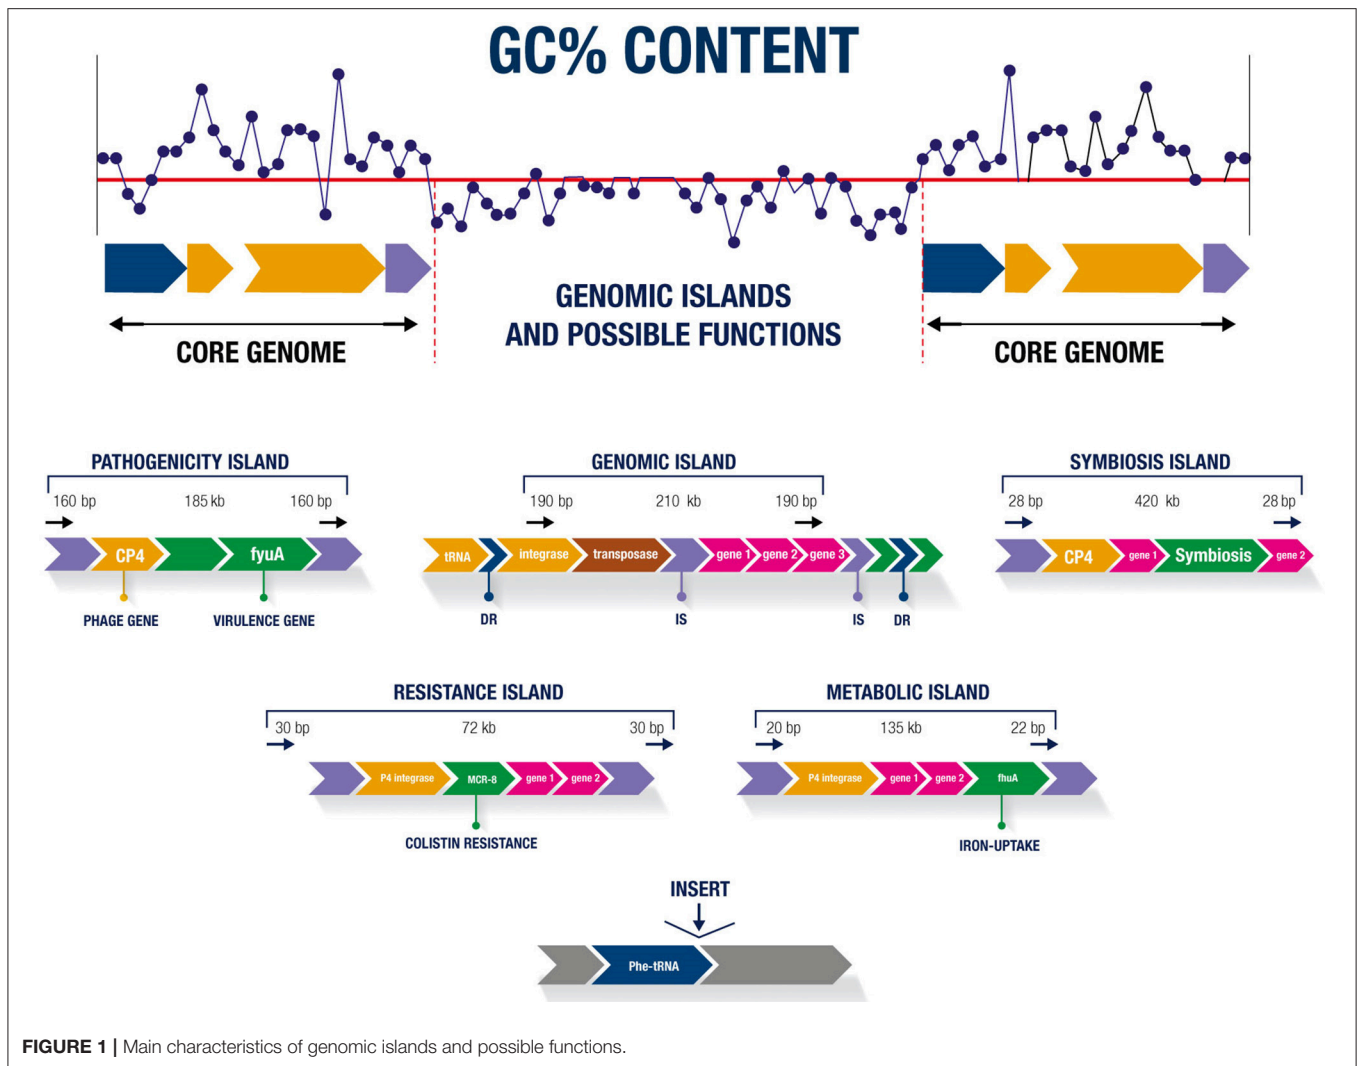 GC% CONTENT
GENOMIC ISLANDS
AND POSSIBLE FUNCTIONS
CORE GENOME
CORE GENOME
PATHOGENICITY ISLAND
160 bp
185 kb
160 bp
CP4
fyuA
PHAGE GENE
VIRULENCE GENE
GENOMIC ISLAND
190 bp
210 kb
190 bp
tRNA
integrase
transposase
gene 1
gene 2
gene 3
DR
IS
IS
DR
SYMBIOSIS ISLAND
28 bp
420 kb
28 bp
CP4
gene 1
Symbiosis
gene 2
RESISTANCE ISLAND
30 bp
72 kb
30 bp
P4 integrase
MCR-8
gene 1
gene 2
COLISTIN RESISTANCE
METABOLIC ISLAND
20 bp
135 kb
22 bp
P4 integrase
gene 1
gene 2
fhuA
IRON-UPTAKE
INSERT
Phe-tRNA
FIGURE 1 | Main characteristics of genomic islands and possible functions.